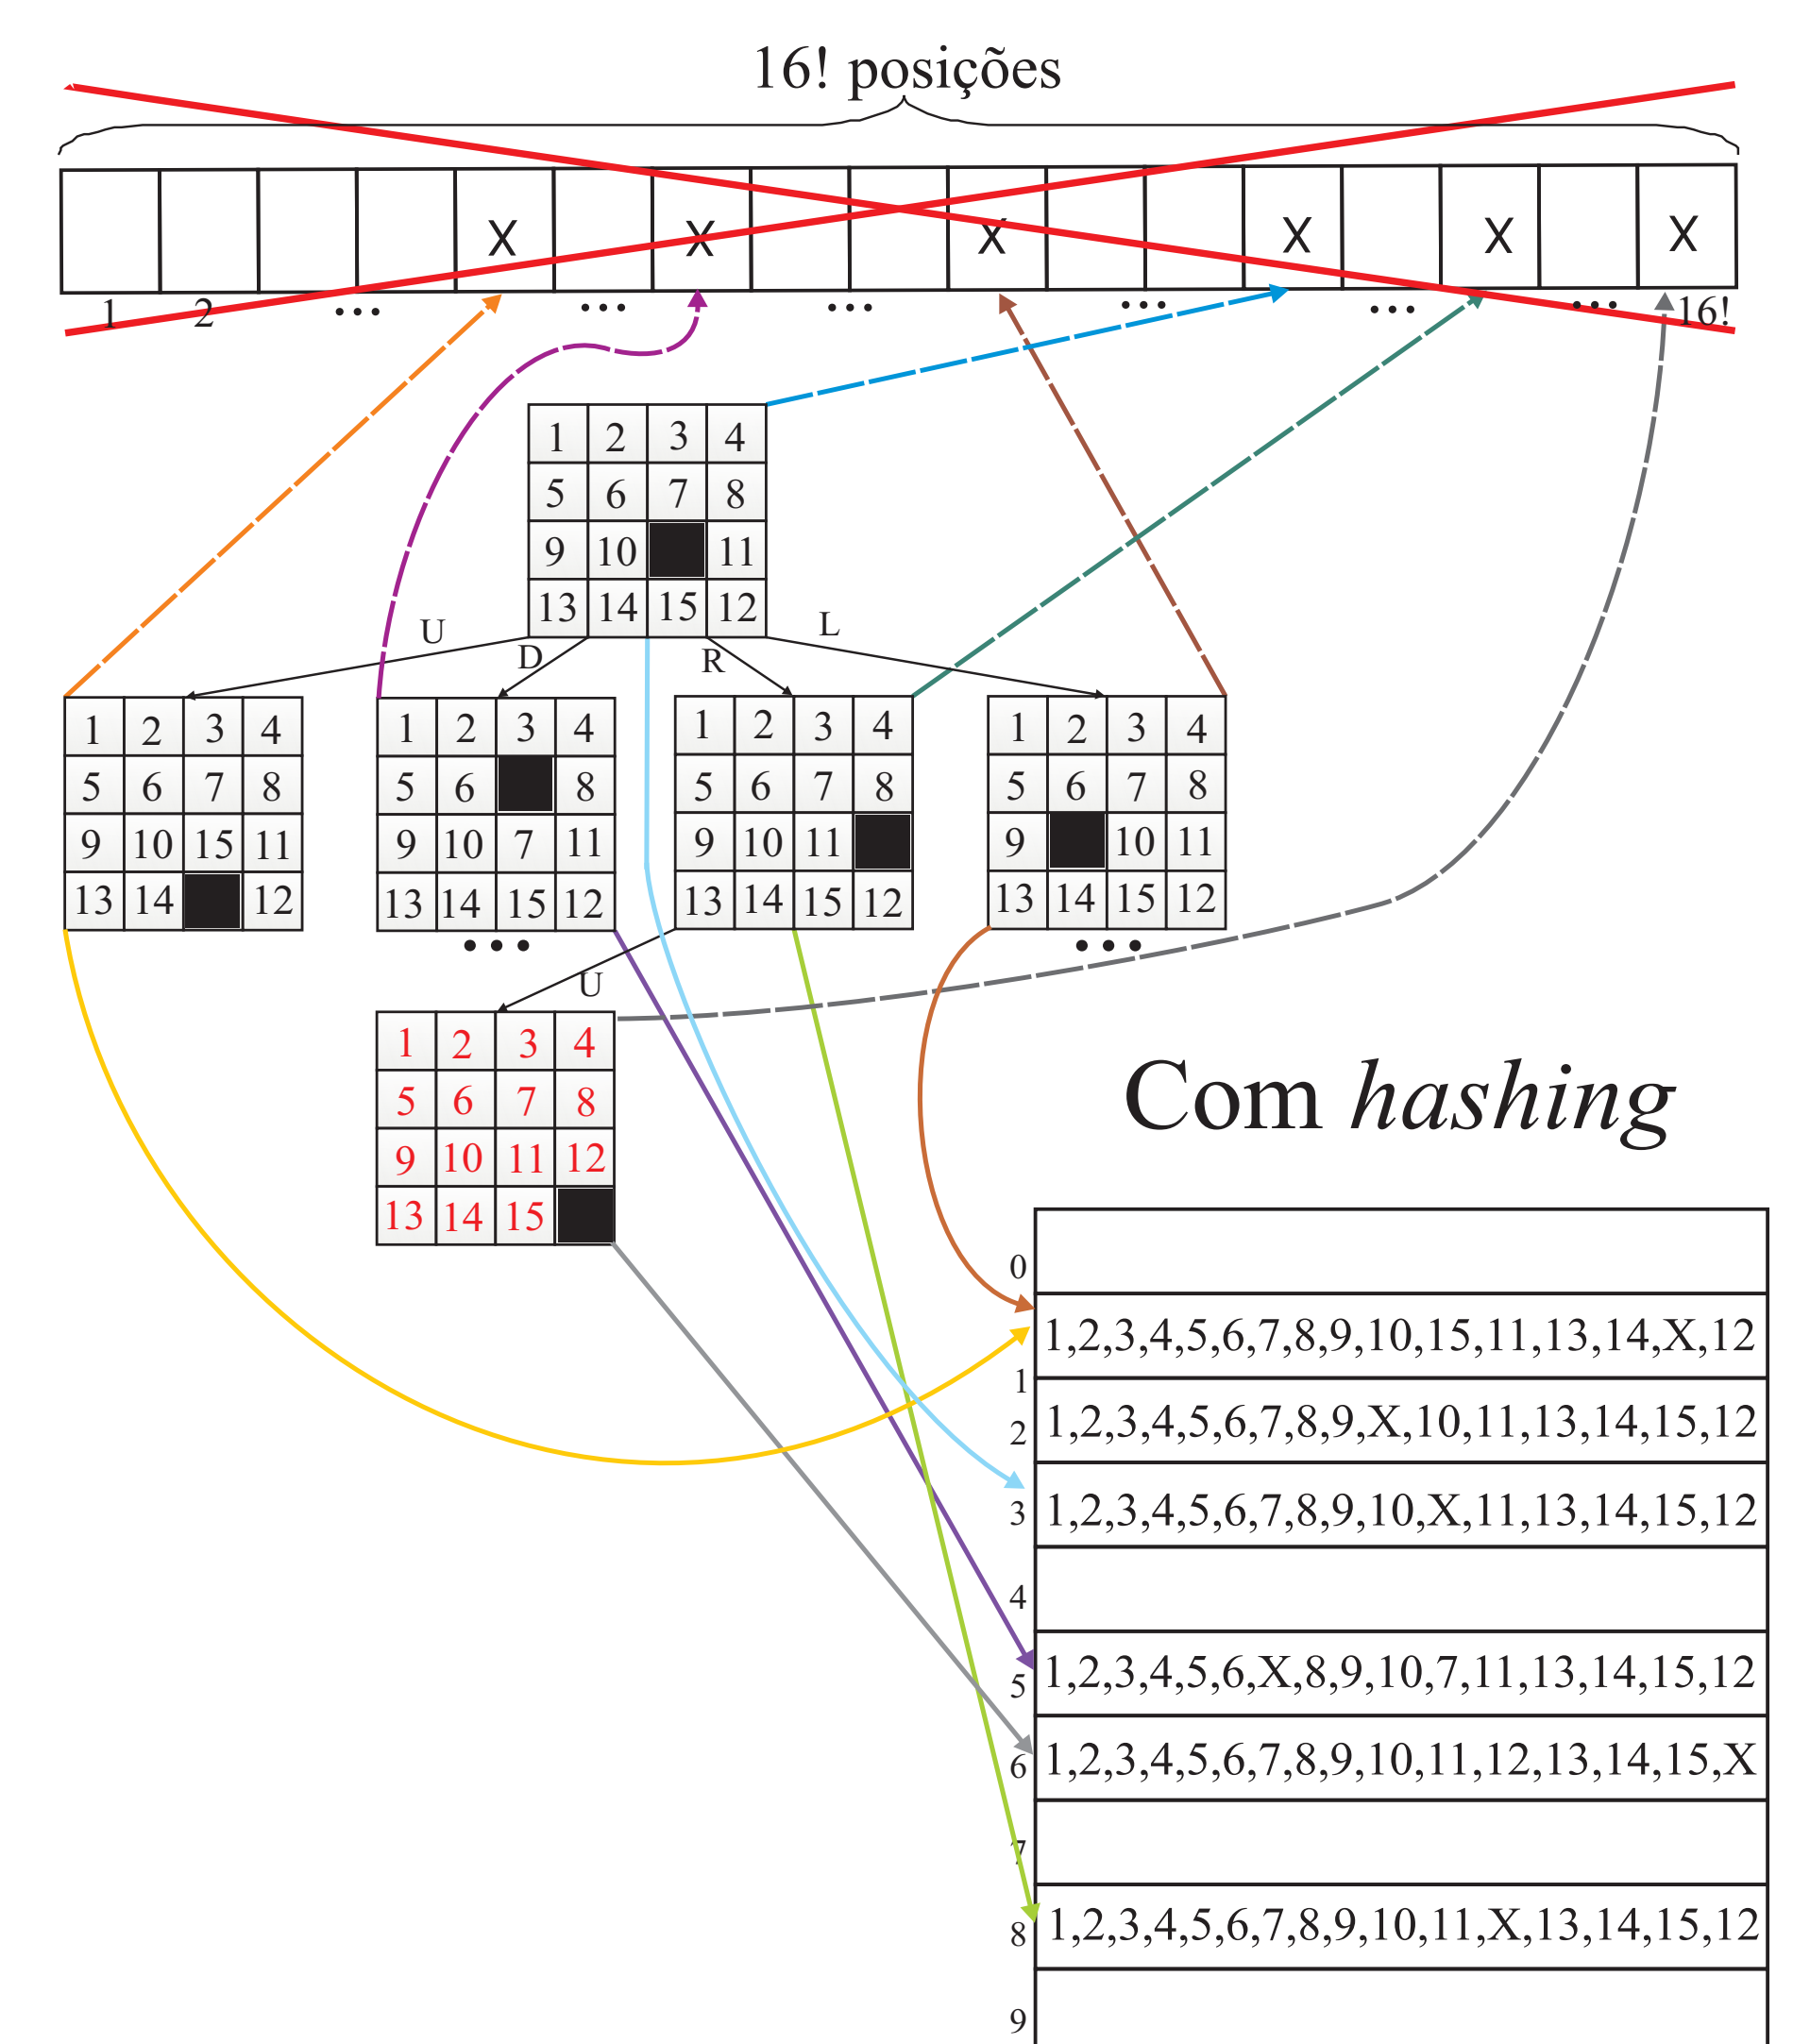 16! posições
X X X X X X
1 2 ... ... ... ... ... ... 16!
1 2 3 4
5 6 7 8
9 10 11
13 14 15 12
U D R L
1 2 3 4
5 6 7 8
9 10 15 11
13 14 12
1 2 3 4
5 6 8
9 10 7 11
13 14 15 12
...
1 2 3 4
5 6 7 8
9 10 11
13 14 15 12
1 2 3 4
5 6 7 8
9 10 11
13 14 15 12
...
U
1 2 3 4
5 6 7 8
9 10 11 12
13 14 15
Com hashing
0
1,2,3,4,5,6,7,8,9,10,15,11,13,14,X,12
1
2 1,2,3,4,5,6,7,8,9,X,10,11,13,14,15,12
3 1,2,3,4,5,6,7,8,9,10,X,11,13,14,15,12
4
5 1,2,3,4,5,6,X,8,9,10,7,11,13,14,15,12
6 1,2,3,4,5,6,7,8,9,10,11,12,13,14,15,X
7
8 1,2,3,4,5,6,7,8,9,10,11,X,13,14,15,12
9